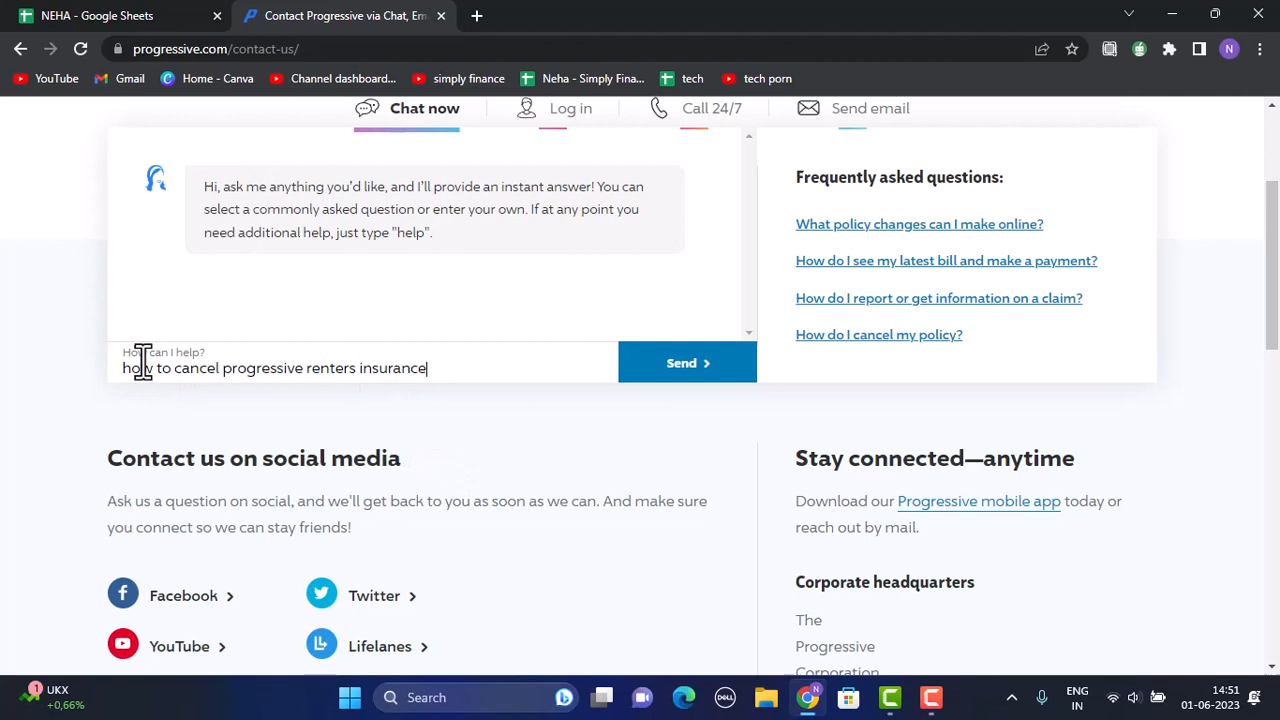 NEHA - Google Sheets
Contact Progressive via Chat, Em
progressive.com/contact-us/
N
YouTube
Gmail
Home - Canva
Channel dashboard...
simply finance
Neha - Simply Fina...
tech
tech porn
Chat now
Log in
Call 24/7
Send email
Hi, ask me anything you'd like, and I'll provide an instant answer! You can
select a commonly asked question or enter your own. If at any point you
need additional help, just type "help".
How can I help?
how to cancel progressive renters insurance
Send
Frequently asked questions:
What policy changes can I make online?
How do I see my latest bill and make a payment?
How do I report or get information on a claim?
How do I cancel my policy?
Contact us on social media
Ask us a question on social, and we'll get back to you as soon as we can. And make sure
you connect so we can stay friends!
Facebook
Twitter
YouTube
Lifelanes
Stay connected—anytime
Download our Progressive mobile app today or
reach out by mail.
Corporate headquarters
The
Progressive
Corporation
1
UKX
+0,66%
Search
DELL
N
ENG
IN
14:51
01-06-2023